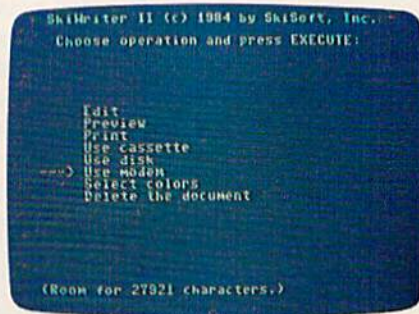 SkiWriter II (c) 1984 by SkiSoft, Inc.
Choose operation and press EXECUTE:
Edit
Preview
Print
Use cassette
Use disk
---> Use modem
Select colors
Delete the document
(Room for 27821 characters.)